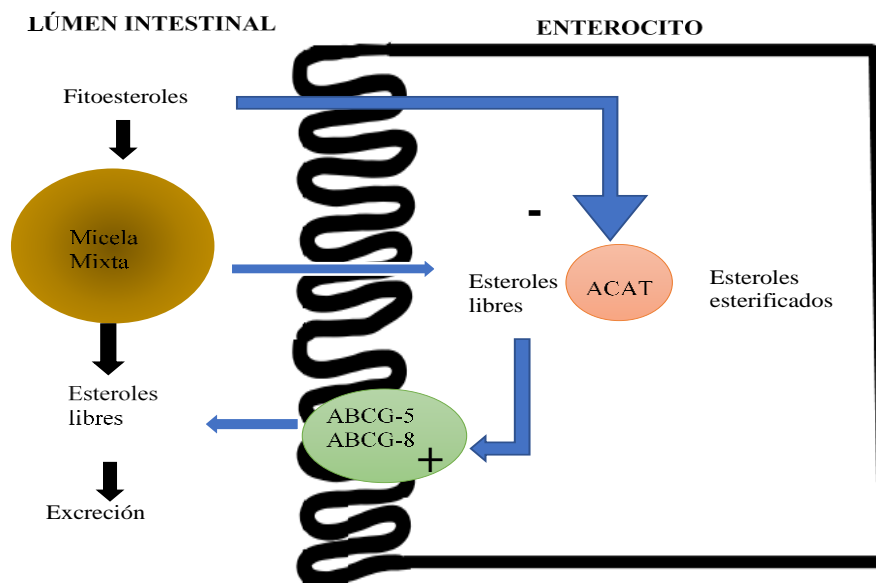 LÚMEN INTESTINAL
ENTEROCITO
Fitoesteroles
Micela
Mixta
-
Esteroles
libres
ACAT
Esteroles
esterificados
Esteroles
libres
ABCG-5
ABCG-8
+
Excreción